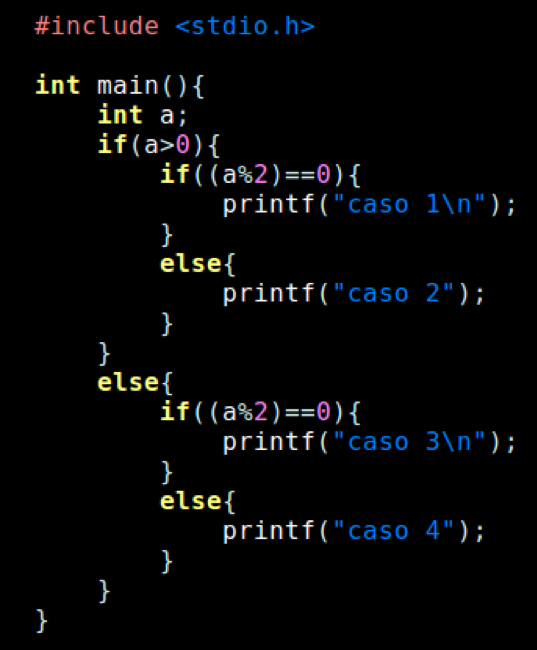 #include <stdio.h>

int main(){
    int a;
    if(a>0){
        if((a%2)==0){
            printf("caso 1\n");
        }
        else{
            printf("caso 2");
        }
    }
    else{
        if((a%2)==0){
            printf("caso 3\n");
        }
        else{
            printf("caso 4");
        }
    }
}